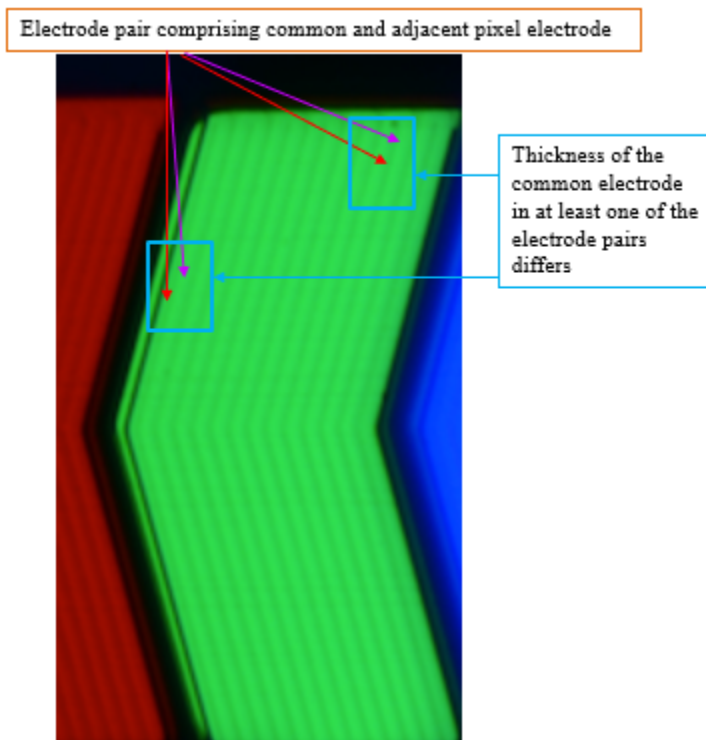 Electrode pair comprising common and adjacent pixel electrode
Thickness of the
common electrode
in at least one of the
electrode pairs
differs